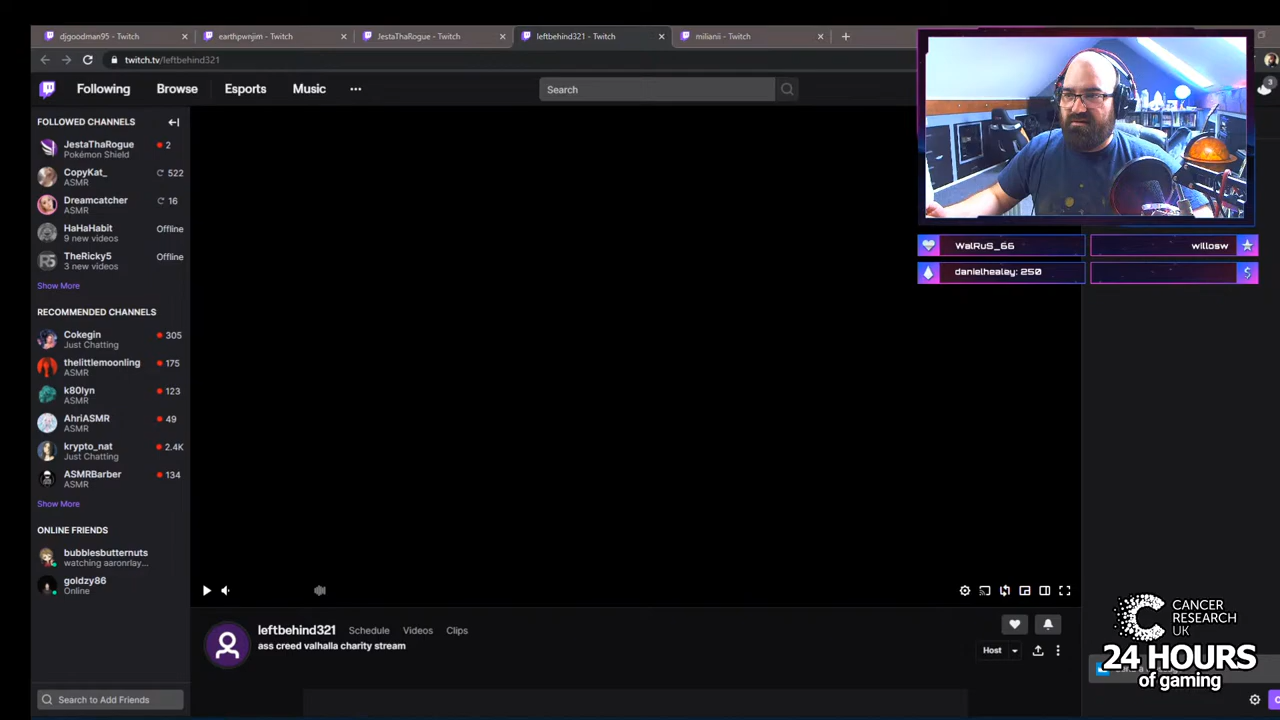 djgoodman95 - Twitch
earthpwnjim - Twitch
JestaThaRogue - Twitch
leftbehind321 - Twitch
milianii - Twitch
twitch.tv/leftbehind321
Following
Browse
Esports
Music
Search
3
FOLLOWED CHANNELS
JestaThaRogue 2
Pokémon Shield
CopyKat_ 522
ASMR
Dreamcatcher 16
ASMR
HaHaHabit Offline
9 new videos
TheRicky5 Offline
3 new videos
Show More
RECOMMENDED CHANNELS
Cokegin 305
Just Chatting
thelittlemoonling 175
ASMR
k80lyn 123
ASMR
AhriASMR 49
ASMR
krypto_nat 2.4K
Just Chatting
ASMRBarber 134
ASMR
Show More
ONLINE FRIENDS
bubblesbutternuts
watching aaronrlay...
goldzy86
Online
Search to Add Friends
WalRuS_66
willosw
danielhealey: 250
leftbehind321
Schedule
Videos
Clips
ass creed valhalla charity stream
Host
CANCER
RESEARCH
UK
24 HOURS
of gaming